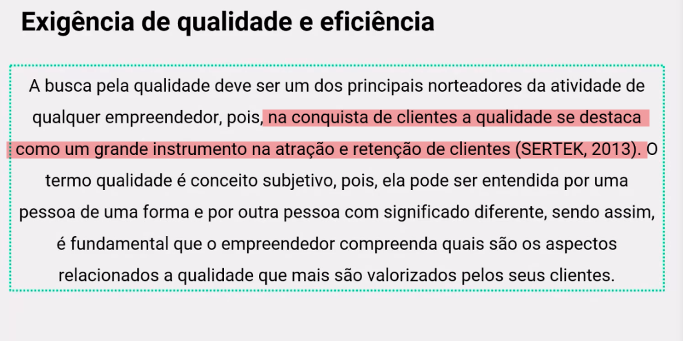 Exigência de qualidade e eficiência
A busca pela qualidade deve ser um dos principais norteadores da atividade de
qualquer empreendedor, pois, na conquista de clientes a qualidade se destaca
como um grande instrumento na atração e retenção de clientes (SERTEK, 2013). O
termo qualidade é conceito subjetivo, pois, ela pode ser entendida por uma
pessoa de uma forma e por outra pessoa com significado diferente, sendo assim,
é fundamental que o empreendedor compreenda quais são os aspectos
relacionados a qualidade que mais são valorizados pelos seus clientes.